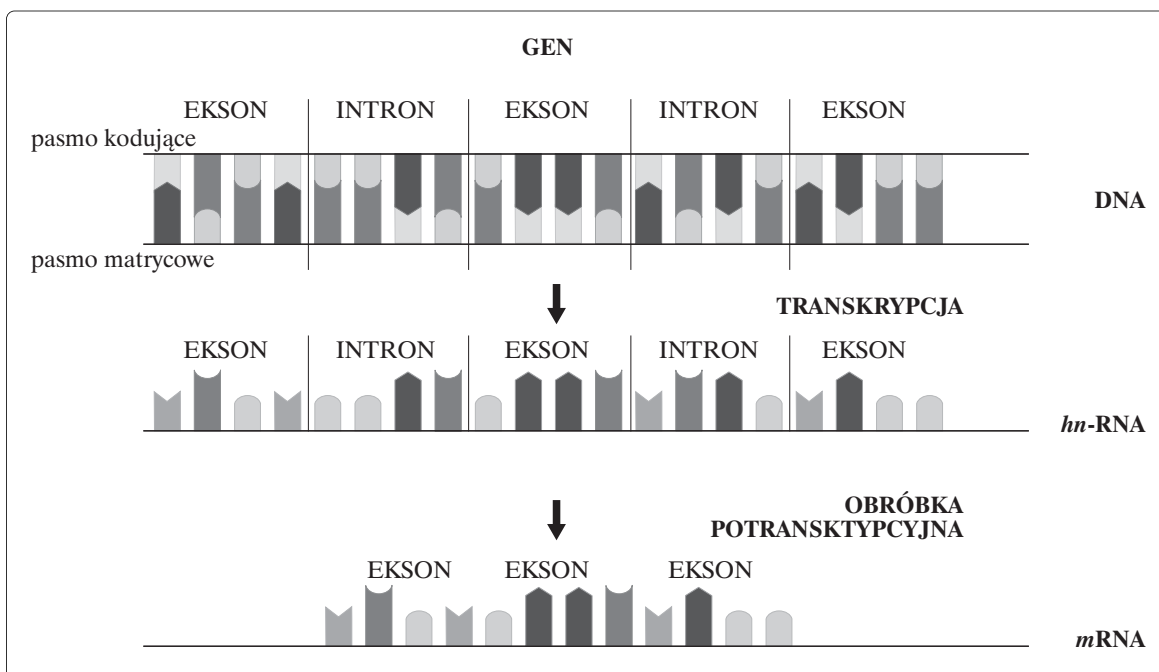 GEN
EKSON INTRON EKSON INTRON EKSON
pasmo kodujące
DNA
pasmo matrycowe
TRANSKRYPCJA
EKSON INTRON EKSON INTRON EKSON
hn-RNA
OBRÓBKA
POTRANSKTYPCYJNA
EKSON EKSON EKSON
mRNA